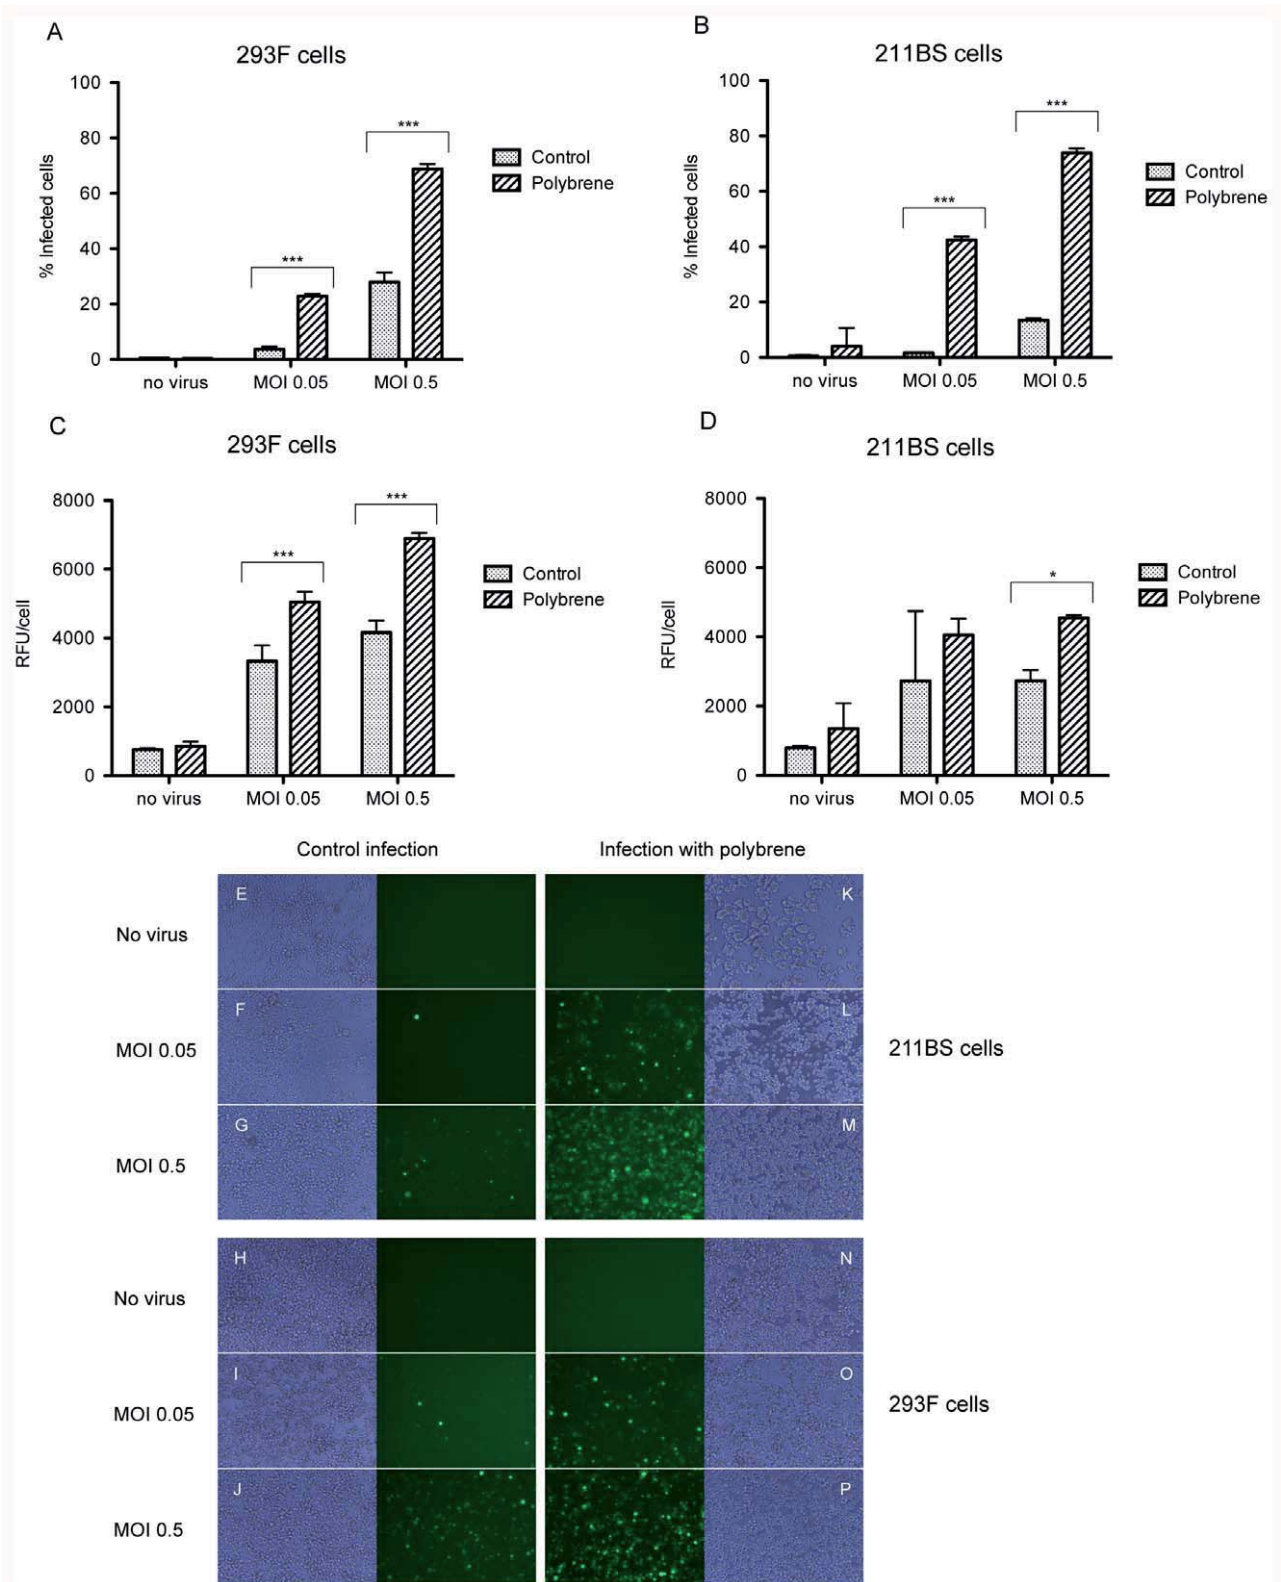 A
293F cells
% Infected cells
100
80
60
40
20
0
***
***
no virus
MOI 0.05
MOI 0.5
Control
Polybrene
B
211BS cells
% Infected cells
100
80
60
40
20
0
***
***
no virus
MOI 0.05
MOI 0.5
Control
Polybrene
C
293F cells
RFU/cell
8000
6000
4000
2000
0
***
***
no virus
MOI 0.05
MOI 0.5
Control
Polybrene
D
211BS cells
RFU/cell
8000
6000
4000
2000
0
*
no virus
MOI 0.05
MOI 0.5
Control
Polybrene
Control infection
Infection with polybrene
No virus
E
K
MOI 0.05
F
L
211BS cells
MOI 0.5
G
M
No virus
H
N
MOI 0.05
I
O
293F cells
MOI 0.5
J
P